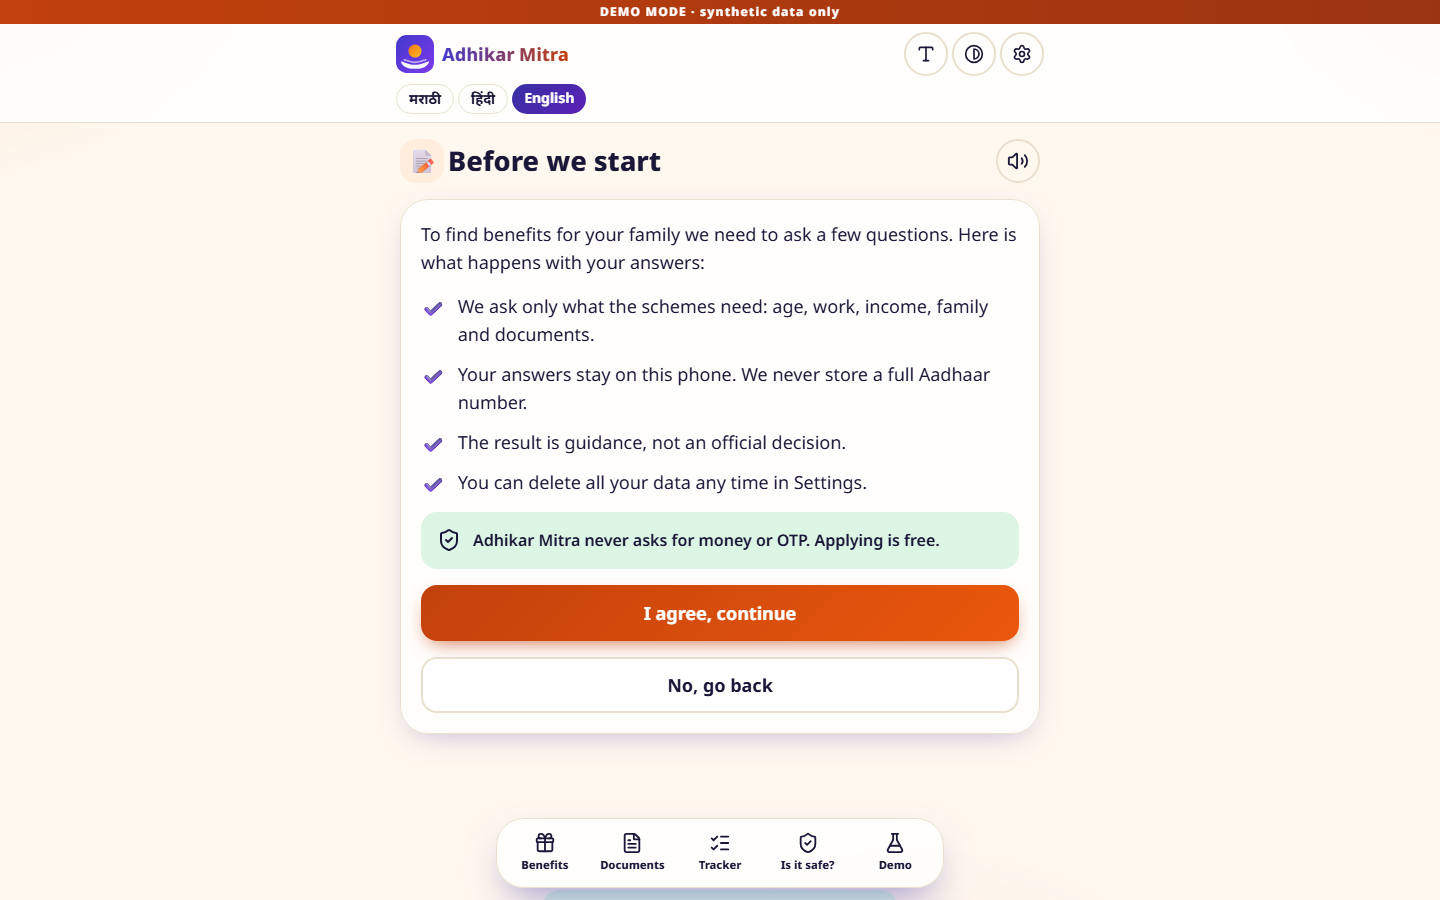 DEMO MODE · synthetic data only
Adhikar Mitra
मराठी
हिंदी
English
Before we start
To find benefits for your family we need to ask a few questions. Here is
what happens with your answers:
We ask only what the schemes need: age, work, income, family
and documents.
Your answers stay on this phone. We never store a full Aadhaar
number.
The result is guidance, not an official decision.
You can delete all your data any time in Settings.
Adhikar Mitra never asks for money or OTP. Applying is free.
I agree, continue
No, go back
Benefits
Documents
Tracker
Is it safe?
Demo